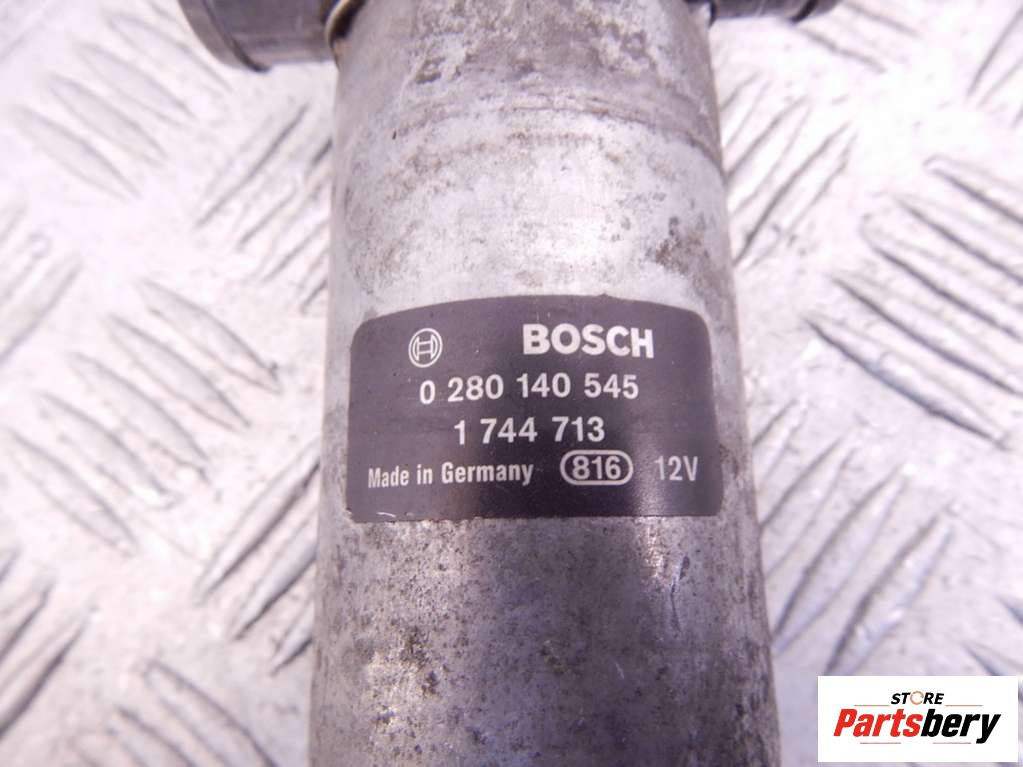 BOSCH
0 280 140 545
1 744 713
Made in Germany 816 12V
STORE
Partsbery